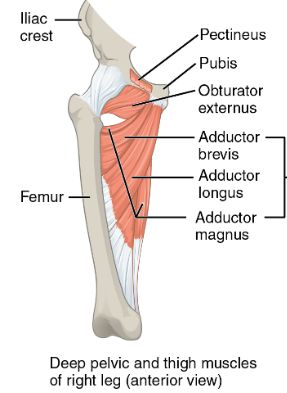 Iliac
crest
Pectineus
Pubis
Obturator
externus
Adductor
brevis
Adductor
longus
Femur
Adductor
magnus
Deep pelvic and thigh muscles
of right leg (anterior view)